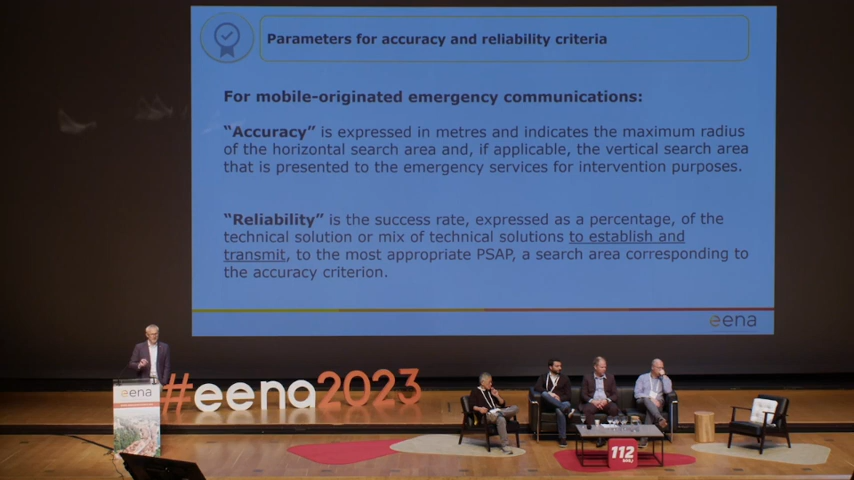 Parameters for accuracy and reliability criteria
For mobile-originated emergency communications:
“Accuracy” is expressed in metres and indicates the maximum radius
of the horizontal search area and, if applicable, the vertical search area
that is presented to the emergency services for intervention purposes.
“Reliability” is the success rate, expressed as a percentage, of the
technical solution or mix of technical solutions to establish and
transmit, to the most appropriate PSAP, a search area corresponding to
the accuracy criterion.
eena
eena
#eena2023
112